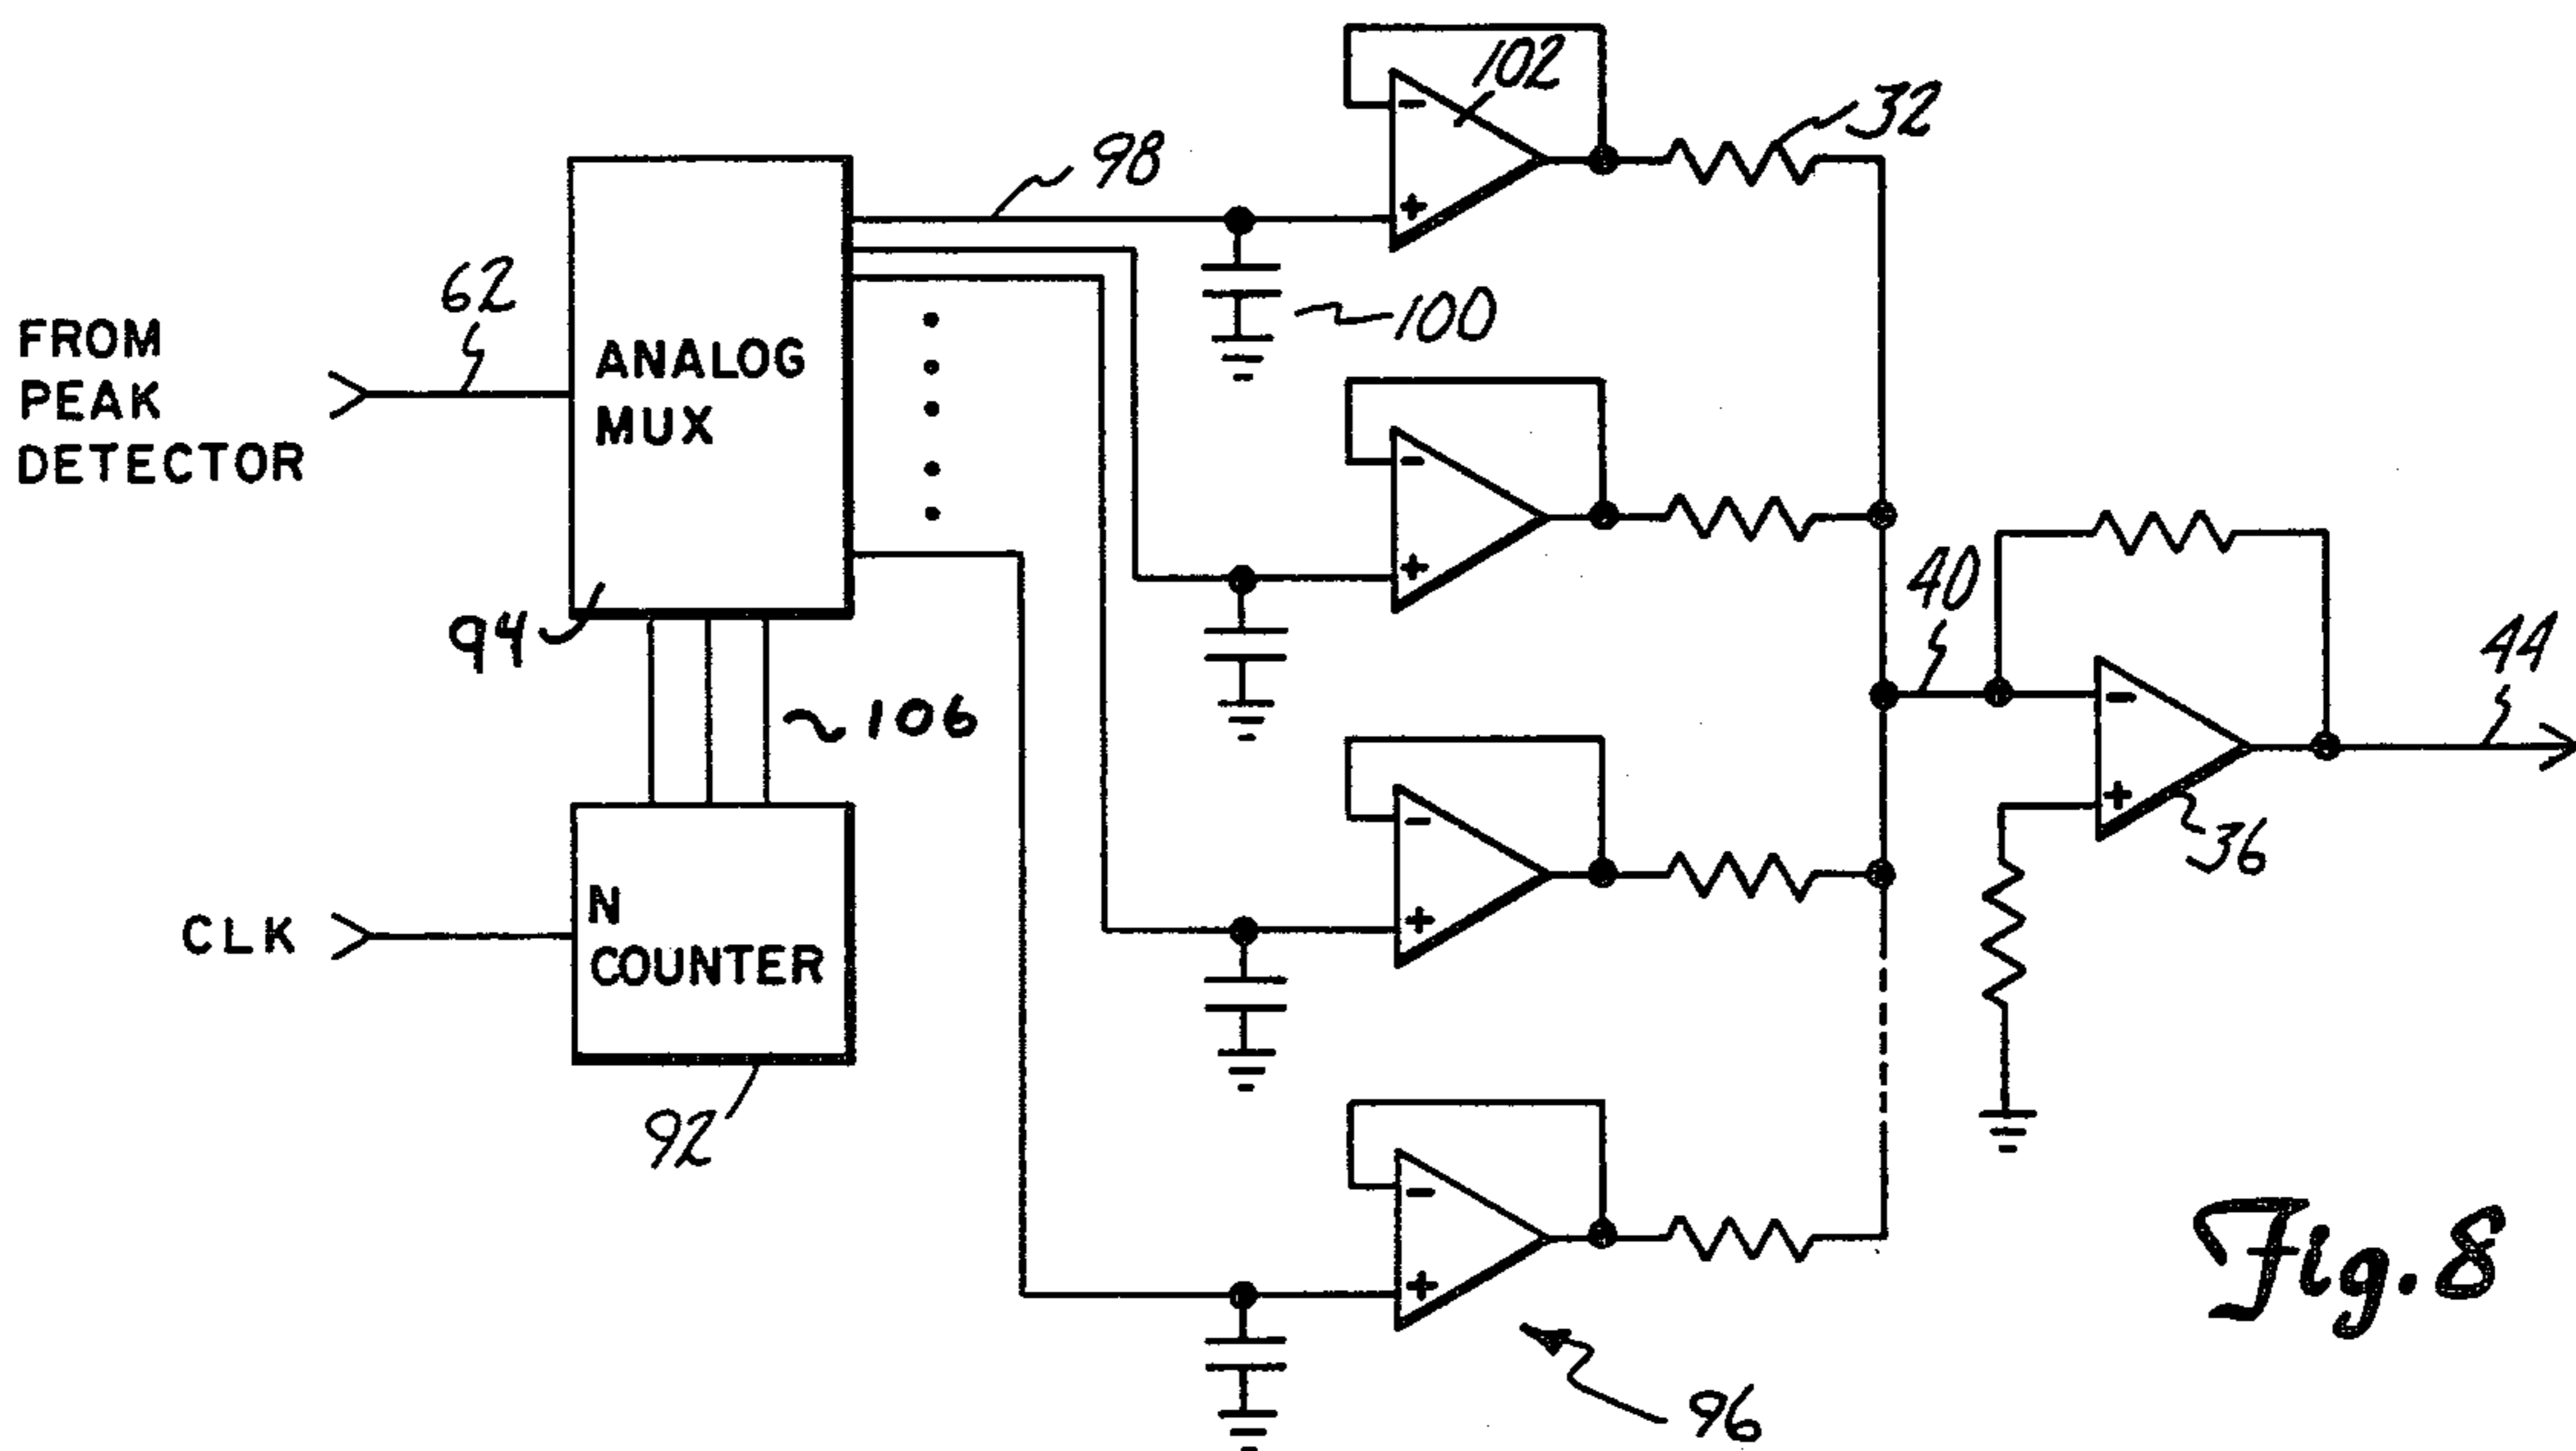 102
32
98
62
100
FROM
PEAK
DETECTOR
ANALOG
MUX
94
106
40
44
36
CLK
N
COUNTER
92
96
Fig. 8